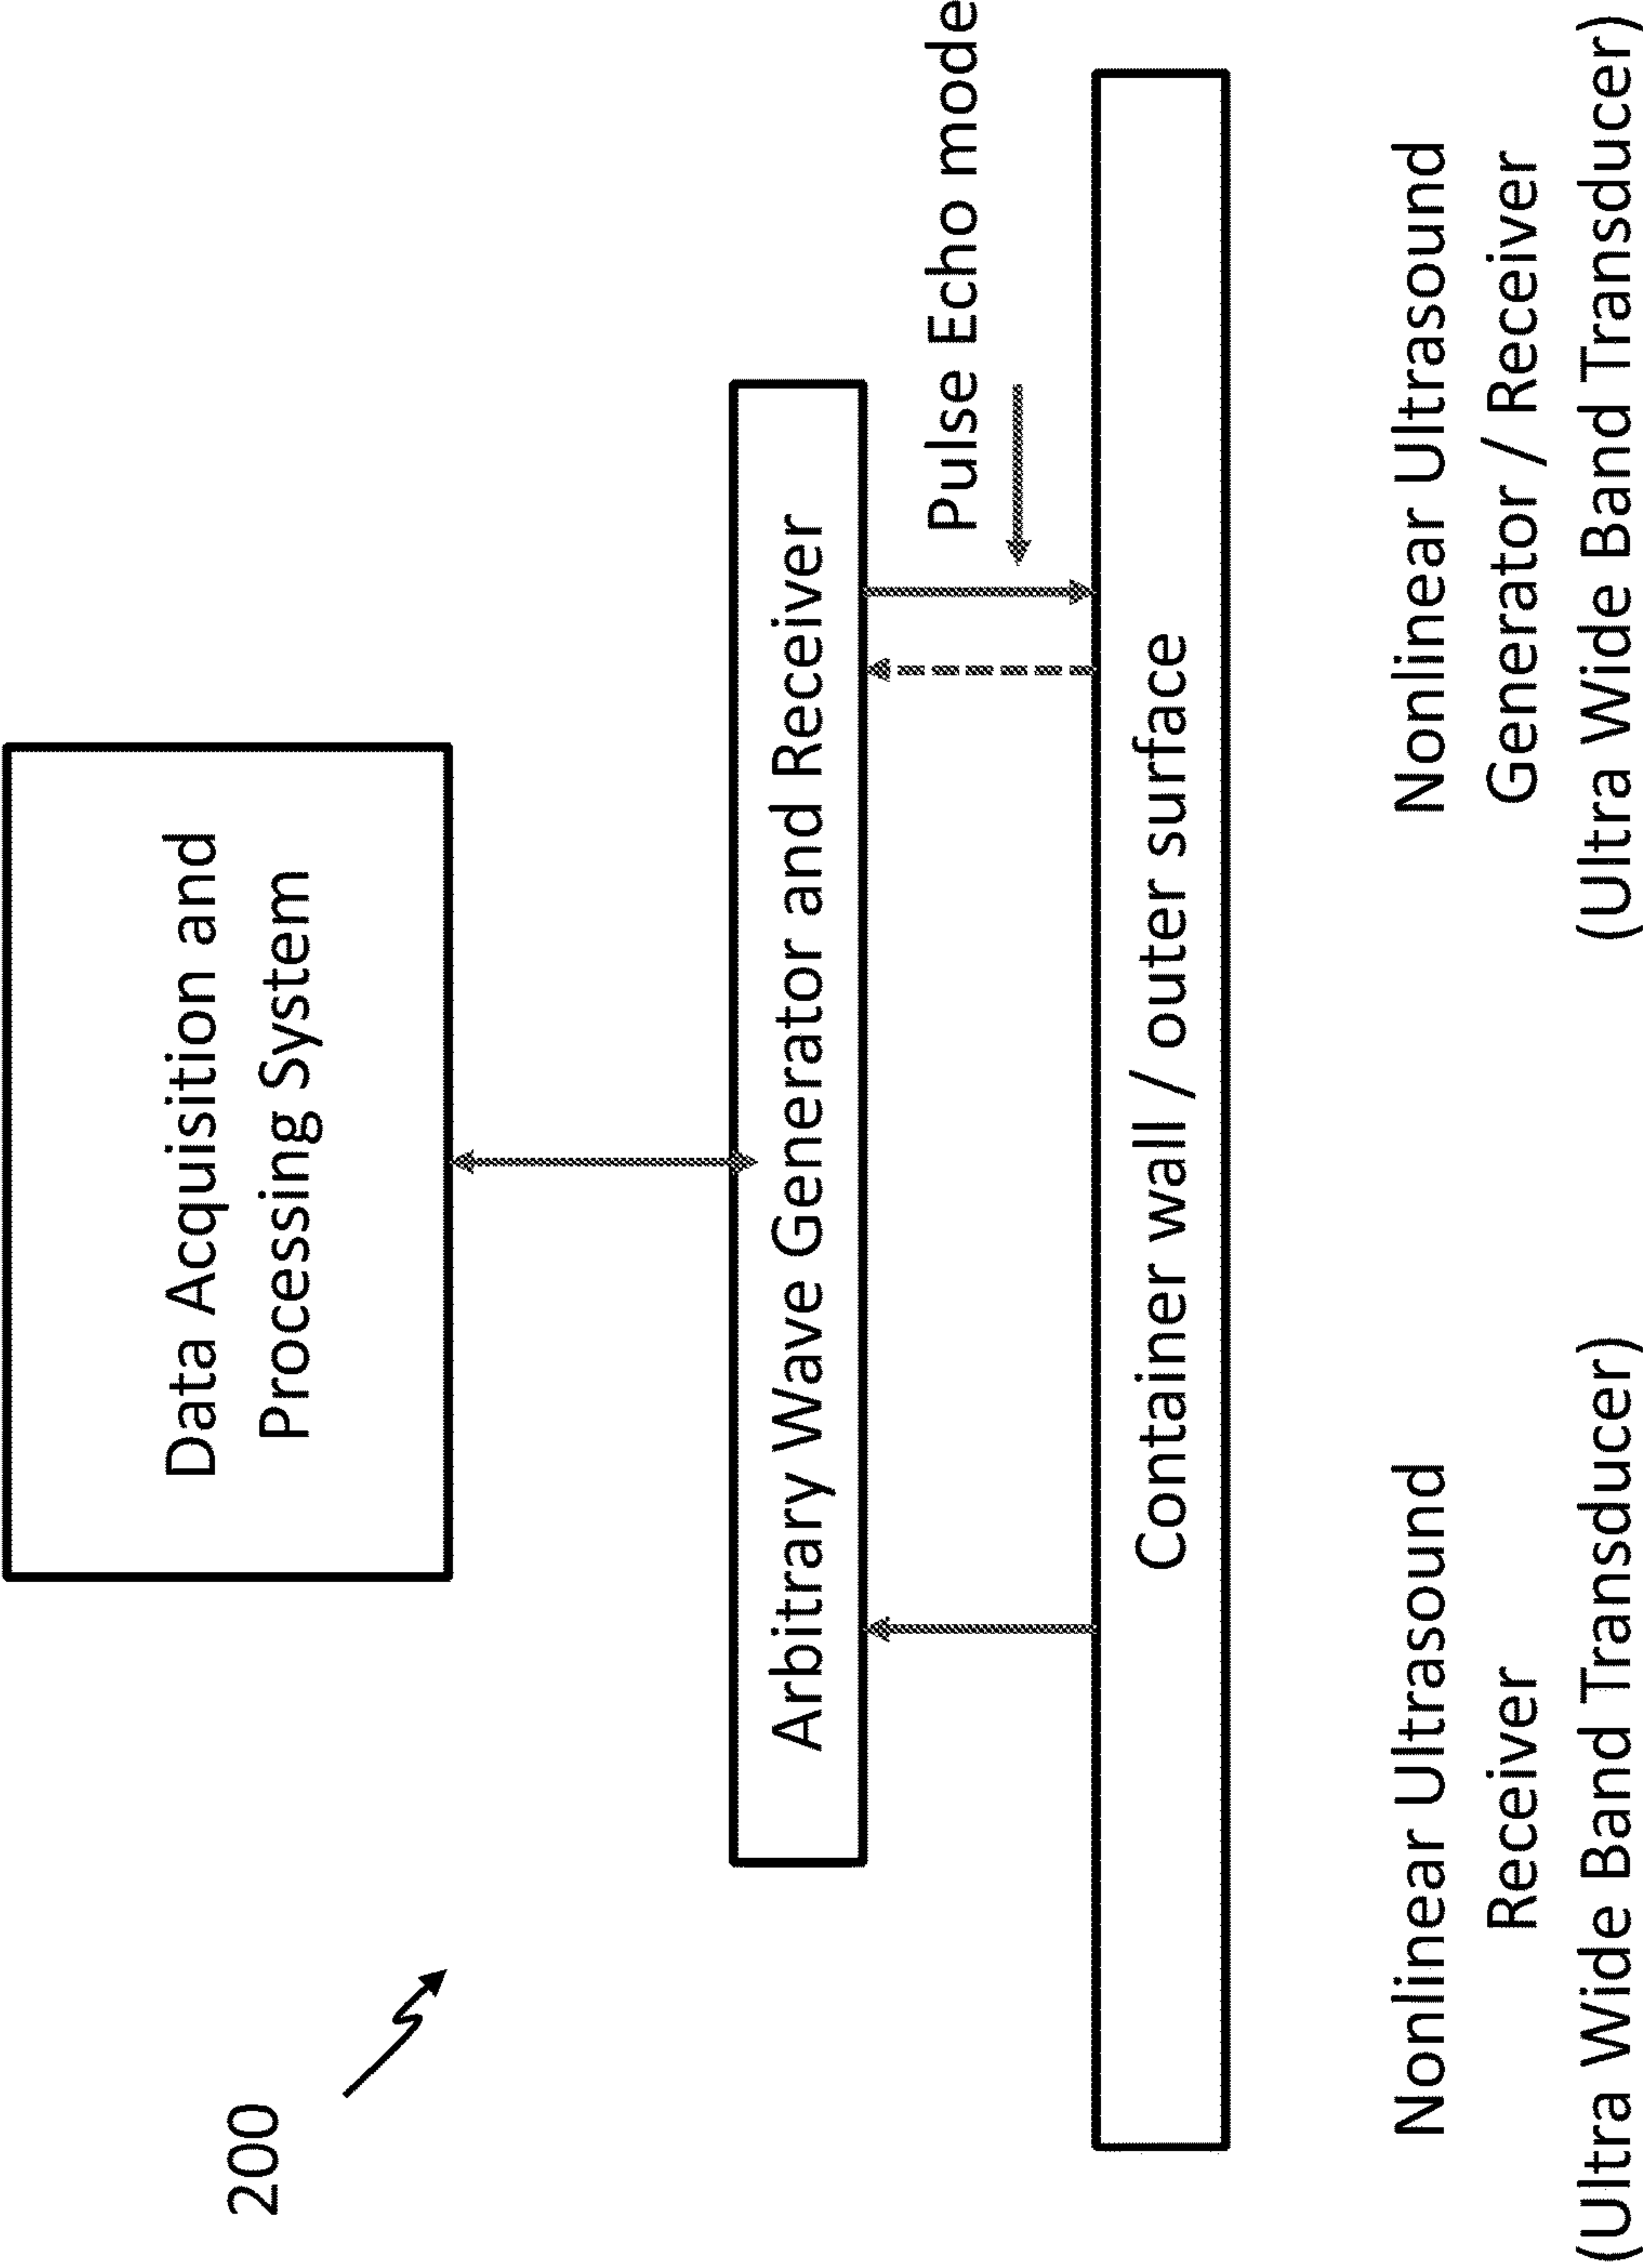 200
Data Acquisition and
Processing System
Arbitrary Wave Generator and Receiver
Pulse Echo mode
Container wall / outer surface
Nonlinear Ultrasound
Receiver
(Ultra Wide Band Transducer)
Nonlinear Ultrasound
Generator / Receiver
(Ultra Wide Band Transducer)